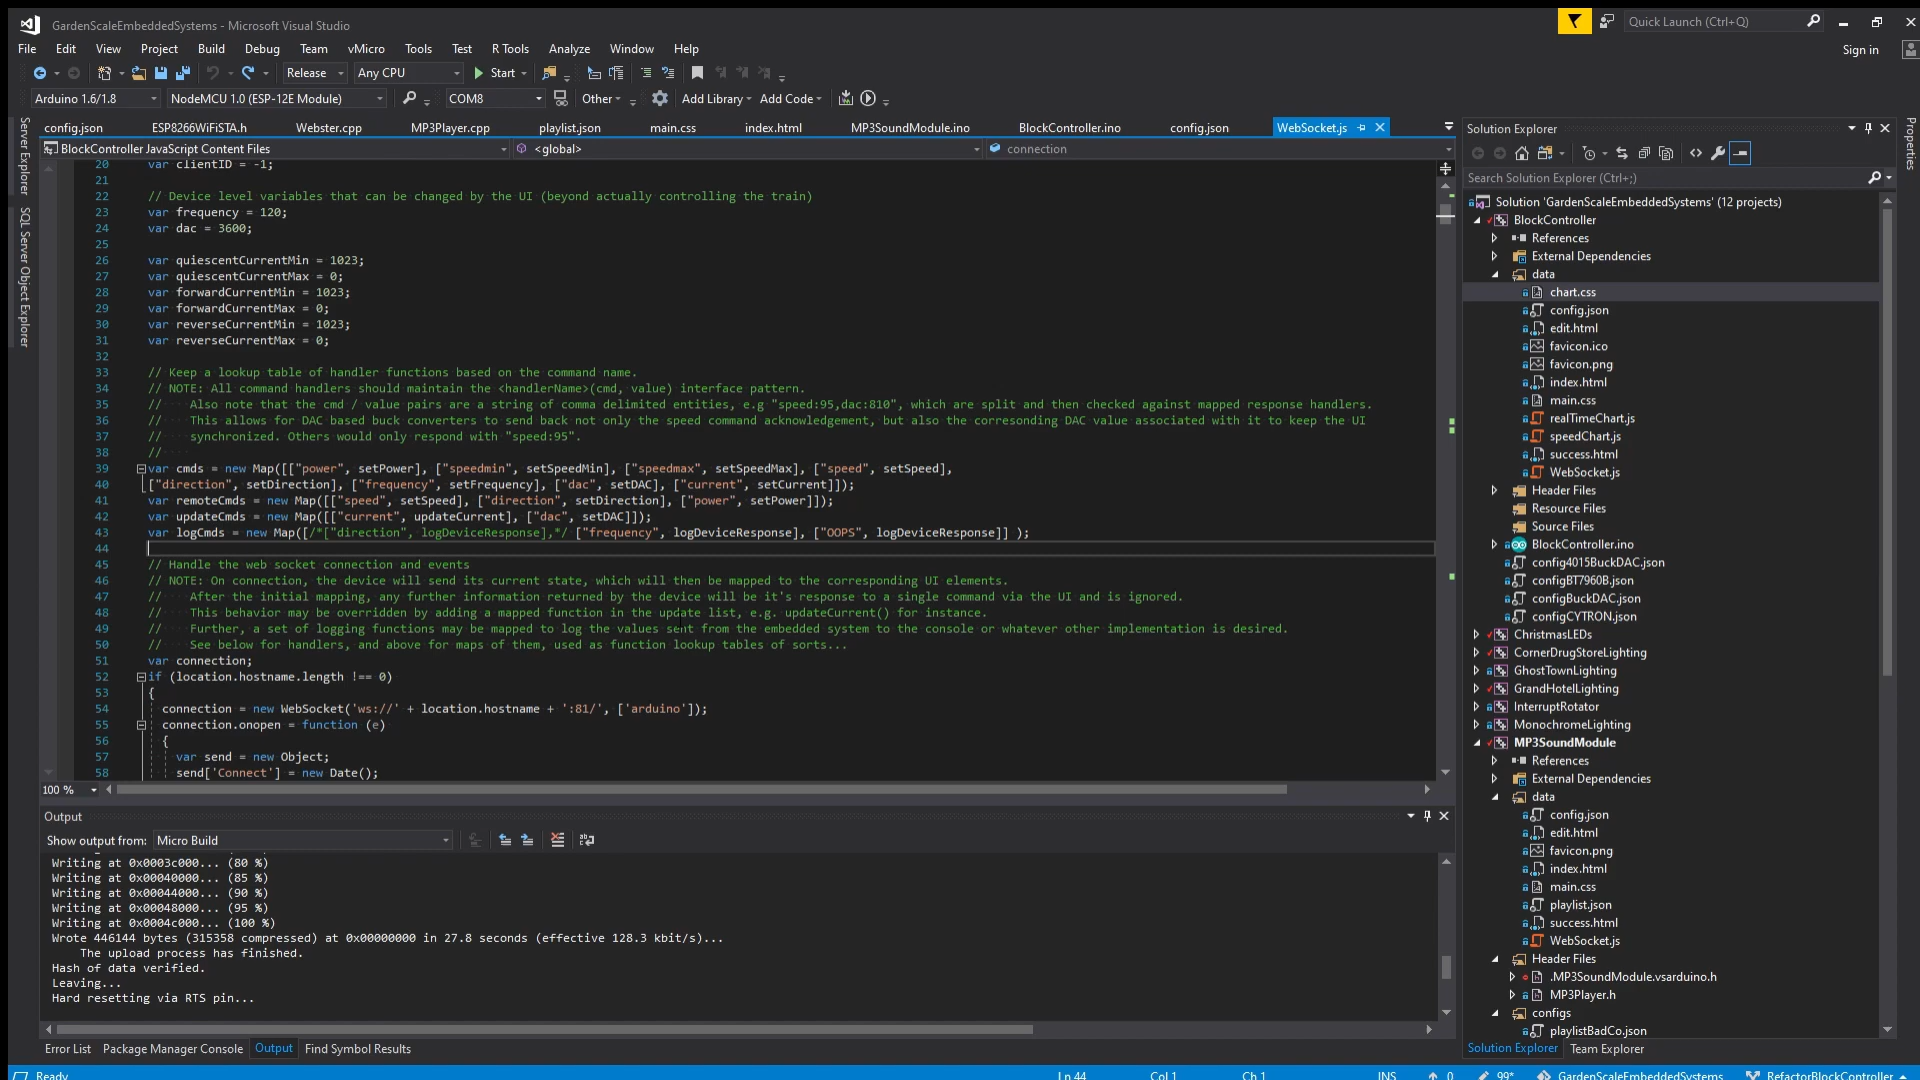 GardenScaleEmbeddedSystems - Microsoft Visual Studio
Quick Launch (Ctrl+Q)
File Edit View Project Build Debug Team vMicro Tools Test R Tools Analyze Window Help
Sign in
Release Any CPU Start
Arduino 1.6/1.8 NodeMCU 1.0 (ESP-12E Module) COM8 Other Add Library Add Code
Server Explorer
SQL Server Object Explorer
config.json ESP8266WiFiSTA.h Webster.cpp MP3Player.cpp playlist.json main.css index.html MP3SoundModule.ino BlockController.ino config.json WebSocket.js
BlockController JavaScript Content Files <global> connection
20 var clientID = -1;
21
22 // Device level variables that can be changed by the UI (beyond actually controlling the train)
23 var frequency = 120;
24 var dac = 3600;
25
26 var quiescentCurrentMin = 1023;
27 var quiescentCurrentMax = 0;
28 var forwardCurrentMin = 1023;
29 var forwardCurrentMax = 0;
30 var reverseCurrentMin = 1023;
31 var reverseCurrentMax = 0;
32
33 // Keep a lookup table of handler functions based on the command name.
34 // NOTE: All command handlers should maintain the <handlerName>(cmd, value) interface pattern.
35 // Also note that the cmd / value pairs are a string of comma delimited entities, e.g "speed:95,dac:810", which are split and then checked against mapped response handlers.
36 // This allows for DAC based buck converters to send back not only the speed command acknowledgement, but also the corresonding DAC value associated with it to keep the UI
37 // synchronized. Others would only respond with "speed:95".
38 //
39 var cmds = new Map([["power", setPower], ["speedmin", setSpeedMin], ["speedmax", setSpeedMax], ["speed", setSpeed],
40 ["direction", setDirection], ["frequency", setFrequency], ["dac", setDAC], ["current", setCurrent]]);
41 var remoteCmds = new Map([["speed", setSpeed], ["direction", setDirection], ["power", setPower]]);
42 var updateCmds = new Map([["current", updateCurrent], ["dac", setDAC]]);
43 var logCmds = new Map([/*["direction", logDeviceResponse],*/ ["frequency", logDeviceResponse], ["OOPS", logDeviceResponse]] );
44
45 // Handle the web socket connection and events
46 // NOTE: On connection, the device will send its current state, which will then be mapped to the corresponding UI elements.
47 // After the initial mapping, any further information returned by the device will be it's response to a single command via the UI and is ignored.
48 // This behavior may be overridden by adding a mapped function in the update list, e.g. updateCurrent() for instance.
49 // Further, a set of logging functions may be mapped to log the values sent from the embedded system to the console or whatever other implementation is desired.
50 // See below for handlers, and above for maps of them, used as function lookup tables of sorts...
51 var connection;
52 if (location.hostname.length !== 0)
53 {
54 connection = new WebSocket('ws://' + location.hostname + ':81/', ['arduino']);
55 connection.onopen = function (e)
56 {
57 var send = new Object;
58 send['Connect'] = new Date();
100 %
Output
Show output from: Micro Build
Writing at 0x0003c000... (80 %)
Writing at 0x00040000... (85 %)
Writing at 0x00044000... (90 %)
Writing at 0x00048000... (95 %)
Writing at 0x0004c000... (100 %)
Wrote 446144 bytes (315358 compressed) at 0x00000000 in 27.8 seconds (effective 128.3 kbit/s)...
The upload process has finished.
Hash of data verified.
Leaving...
Hard resetting via RTS pin...
Error List Package Manager Console Output Find Symbol Results
Solution Explorer
Search Solution Explorer (Ctrl+;)
Solution 'GardenScaleEmbeddedSystems' (12 projects)
BlockController
References
External Dependencies
data
chart.css
config.json
edit.html
favicon.ico
favicon.png
index.html
main.css
realTimeChart.js
speedChart.js
success.html
WebSocket.js
Header Files
Resource Files
Source Files
BlockController.ino
config4015BuckDAC.json
configBT7960B.json
configBuckDAC.json
configCYTRON.json
ChristmasLEDs
CornerDrugStoreLighting
GhostTownLighting
GrandHotelLighting
InterruptRotator
MonochromeLighting
MP3SoundModule
References
External Dependencies
data
config.json
edit.html
favicon.png
index.html
main.css
playlist.json
success.html
WebSocket.js
Header Files
.MP3SoundModule.vsarduino.h
MP3Player.h
configs
playlistBadCo.json
Solution Explorer Team Explorer
Properties
Ready Ln 44 Col 1 Ch 1 INS 0 99* GardenScaleEmbeddedSystems RefactorBlockController